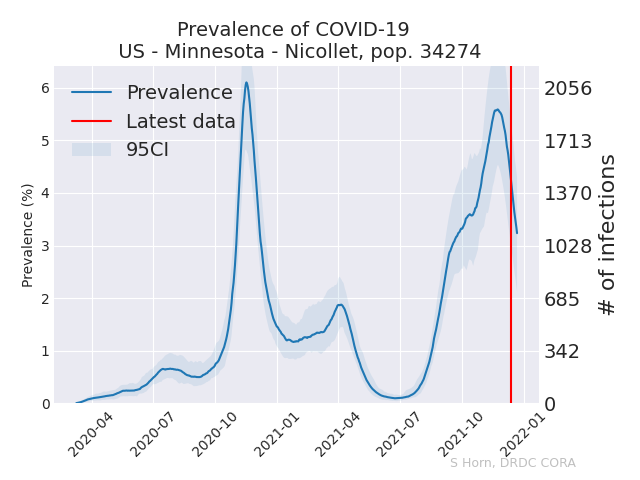 Prevalence of COVID-19
US - Minnesota - Nicollet, pop. 34274
Prevalence
Latest data
95CI
Prevalence (%)
6
5
4
3
2
1
0
2056
1713
1370
1028
685
342
0
# of infections
2020-04
2020-07
2020-10
2021-01
2021-04
2021-07
2021-10
2022-01
S Horn, DRDC CORA